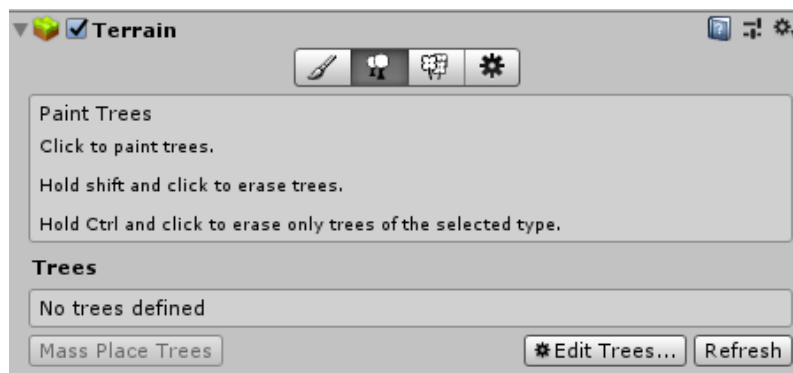 Terrain
Paint Trees
Click to paint trees.
Hold shift and click to erase trees.
Hold Ctrl and click to erase only trees of the selected type.
Trees
No trees defined
Mass Place Trees Edit Trees... Refresh